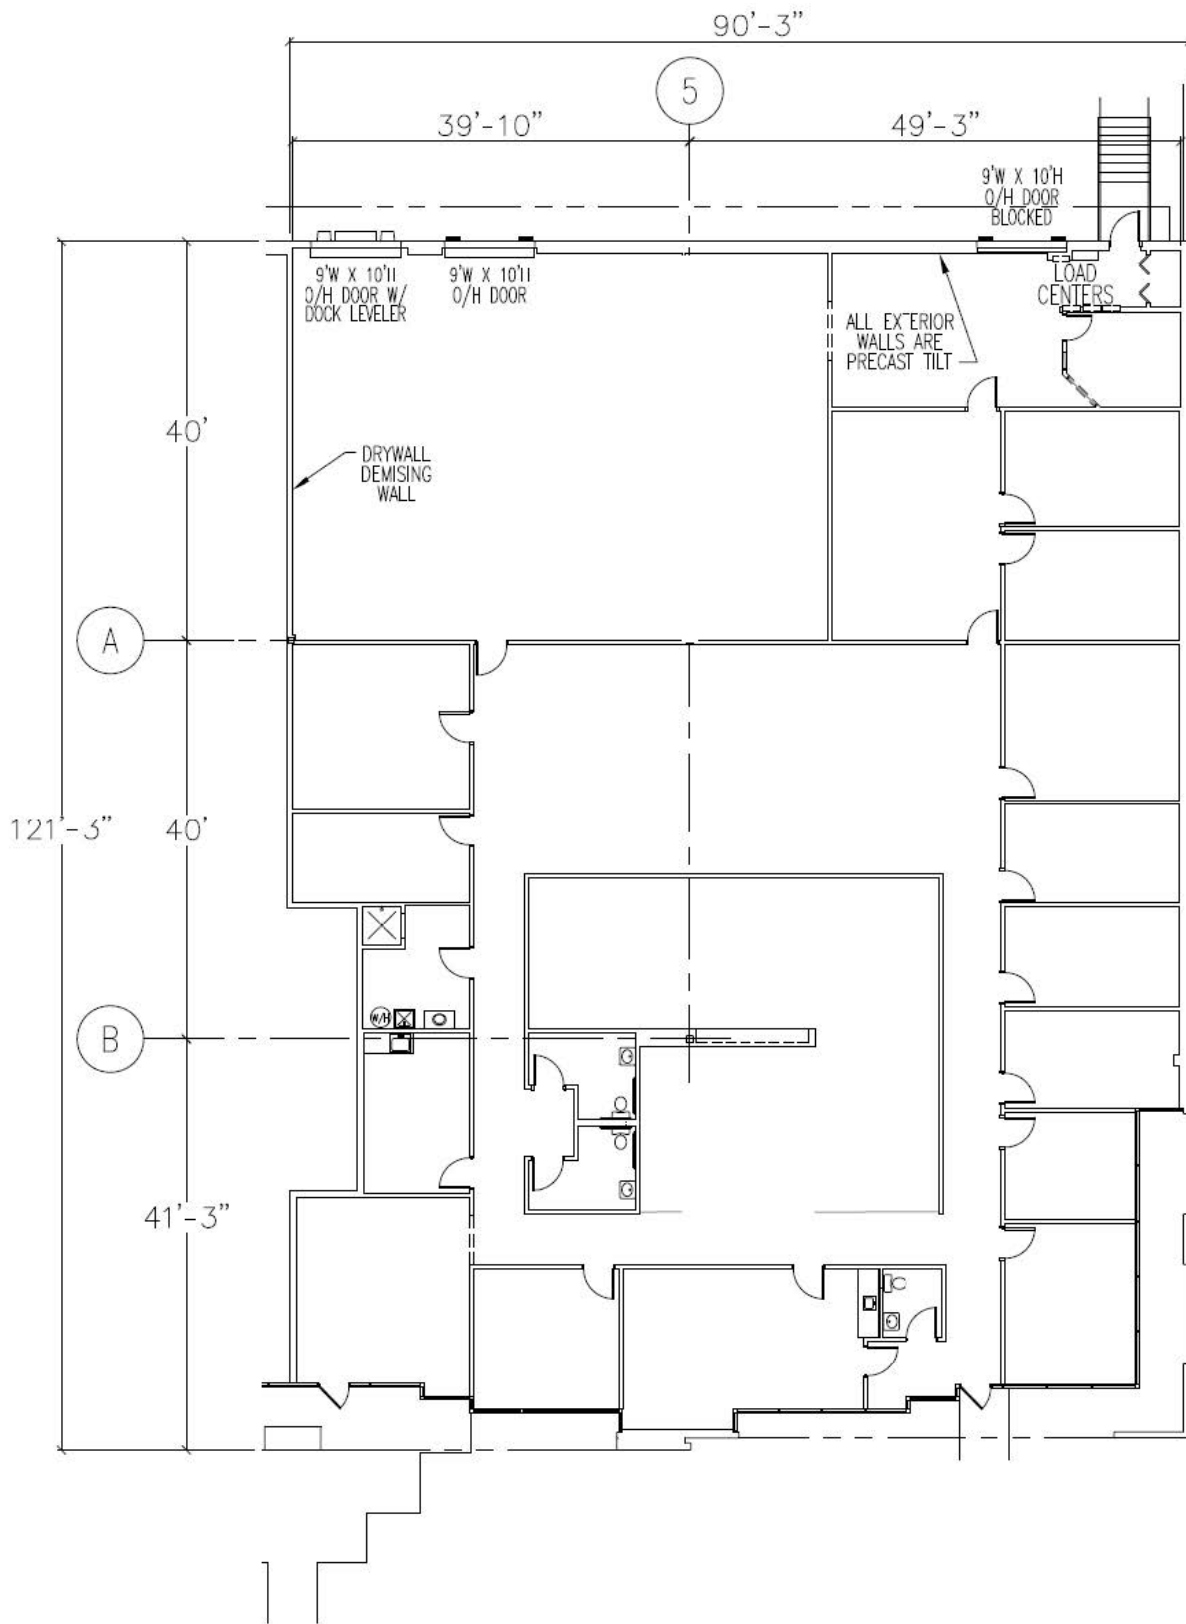 90'-3"
5
39'-10"
49'-3"
9'W X 10'H
O/H DOOR
BLOCKED
9'W X 10'H
O/H DOOR W/
DOCK LEVELER
9'W X 10'H
O/H DOOR
LOAD
CENTERS
ALL EXTERIOR
WALLS ARE
PRECAST TILT
40'
DRYWALL
DEMISING
WALL
A
121'-3"
40'
W/H
B
41'-3"